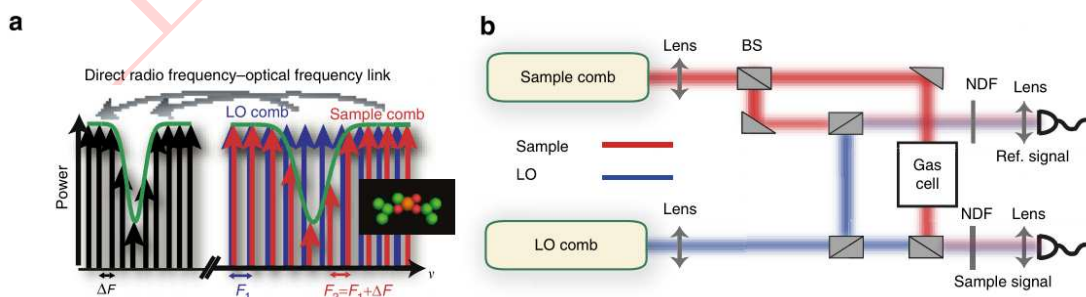 a
Direct radio frequency–optical frequency link
LO comb
Sample comb
Power
ΔF
F₁
F₂=F₁+ΔF
ν
b
Sample comb
Lens
BS
NDF
Lens
Ref. signal
Sample
LO
Gas
cell
LO comb
Lens
NDF
Lens
Sample signal